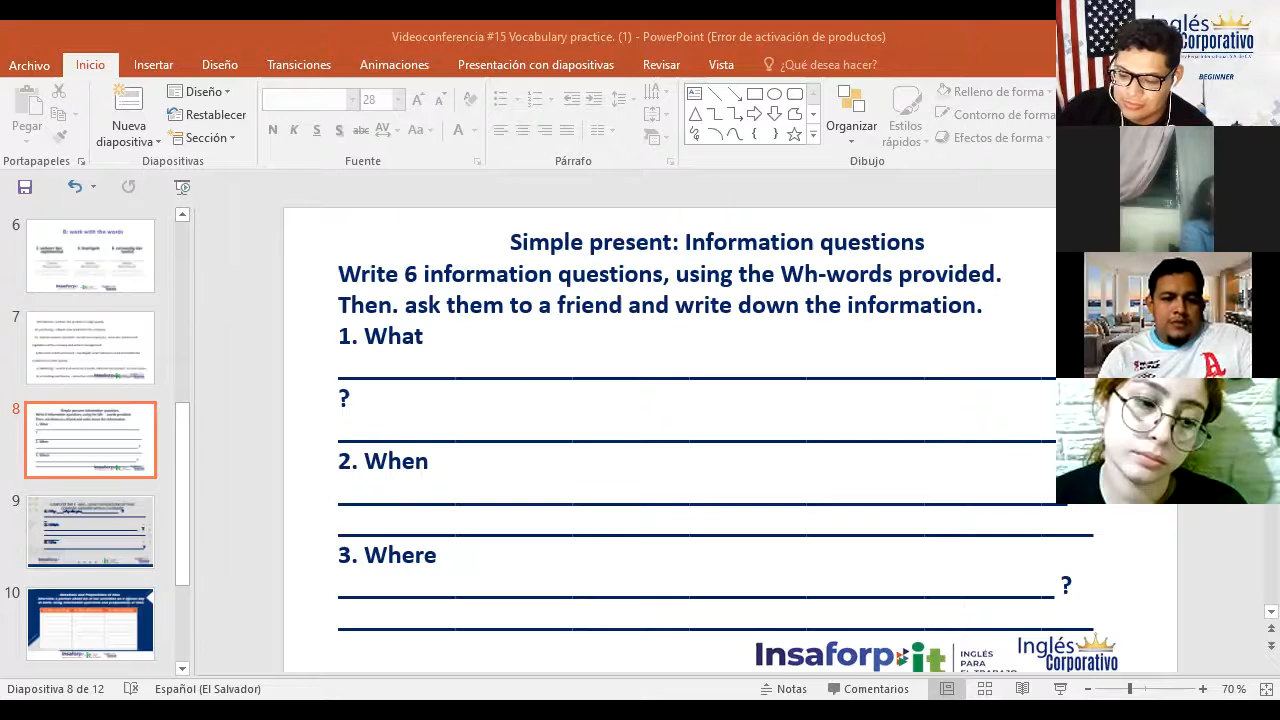 Videoconferencia #15 Vocabulary practice. (1) - PowerPoint (Error de activación de productos)
Archivo Inicio Insertar Diseño Transiciones Animaciones Presentación con diapositivas Revisar Vista ¿Qué desea hacer?
Pegar
Nueva diapositiva
Diseño
Restablecer
Sección
28
N K S S abc AV Aa A
Organizar
Estilos rápidos
Relleno de forma
Contorno de forma
Efectos de forma
Portapapeles Diapositivas Fuente Párrafo Dibujo
6
7
8
9
10
Simple present: Information questions
Write 6 information questions, using the Wh-words provided.
Then. ask them to a friend and write down the information.
1. What
?
2. When
3. Where
?
Insaforp it
INGLÉS
PARA
Inglés
Corporativo
Inglés
Corporativo
BEGINNER
Diapositiva 8 de 12 Español (El Salvador) Notas Comentarios 70 %